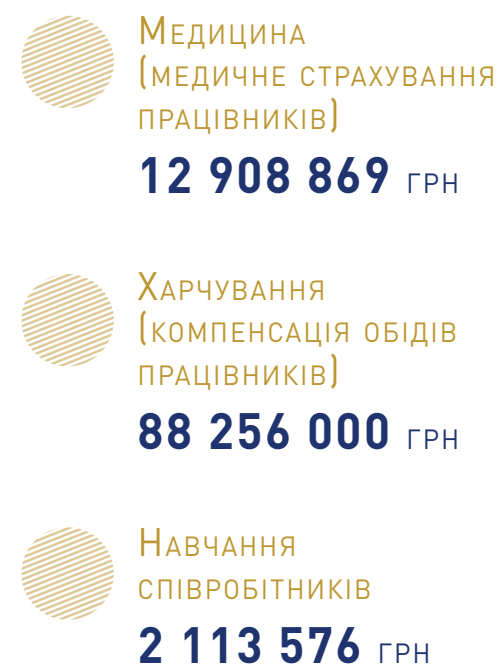 Медицина
(медичне страхування
працівників)
12 908 869 грн
Харчування
(компенсація обідів
працівників)
88 256 000 грн
Навчання
співробітників
2 113 576 грн